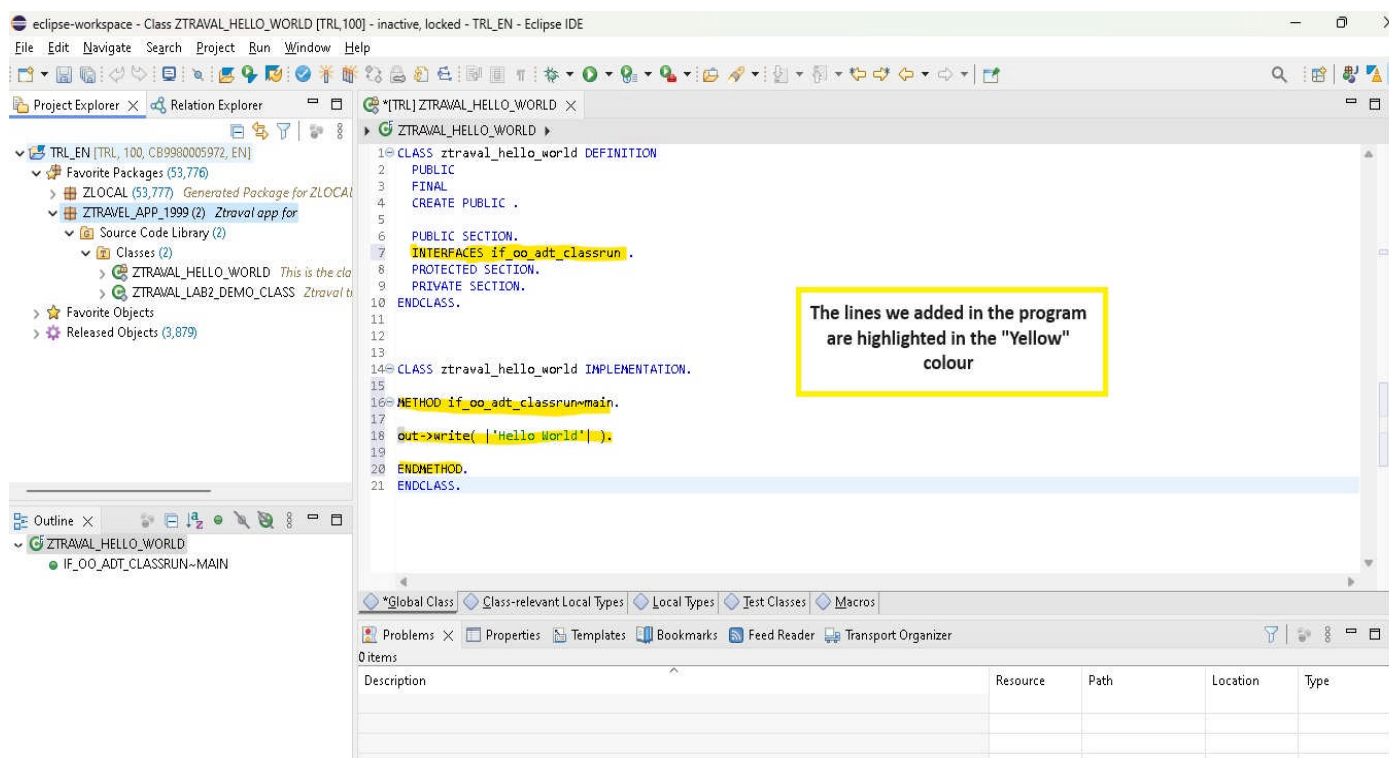 eclipse-workspace - Class ZTRAVAL_HELLO_WORLD [TRL,100] - inactive, locked - TRL_EN - Eclipse IDE
File Edit Navigate Search Project Run Window Help
Project Explorer Relation Explorer
TRL_EN [TRL, 100, CB9980005972, EN]
Favorite Packages (53,776)
ZLOCAL (53,777) Generated Package for ZLOCAL
ZTRAVEL_APP_1999 (2) Ztraval app for
Source Code Library (2)
Classes (2)
ZTRAVAL_HELLO_WORLD This is the cla
ZTRAVAL_LAB2_DEMO_CLASS Ztraval t
Favorite Objects
Released Objects (3,879)
Outline
ZTRAVAL_HELLO_WORLD
IF_OO_ADT_CLASSRUN~MAIN
*[TRL] ZTRAVAL_HELLO_WORLD
ZTRAVAL_HELLO_WORLD
1 CLASS ztraval_hello_world DEFINITION
2 PUBLIC
3 FINAL
4 CREATE PUBLIC .
5
6 PUBLIC SECTION.
7 INTERFACES if_oo_adt_classrun .
8 PROTECTED SECTION.
9 PRIVATE SECTION.
10 ENDCLASS.
11
12
13
14 CLASS ztraval_hello_world IMPLEMENTATION.
15
16 METHOD if_oo_adt_classrun~main.
17
18 out->write( |'Hello World'| ).
19
20 ENDMETHOD.
21 ENDCLASS.
The lines we added in the program
are highlighted in the "Yellow"
colour
*Global Class Class-relevant Local Types Local Types Test Classes Macros
Problems Properties Templates Bookmarks Feed Reader Transport Organizer
0 items
Description Resource Path Location Type